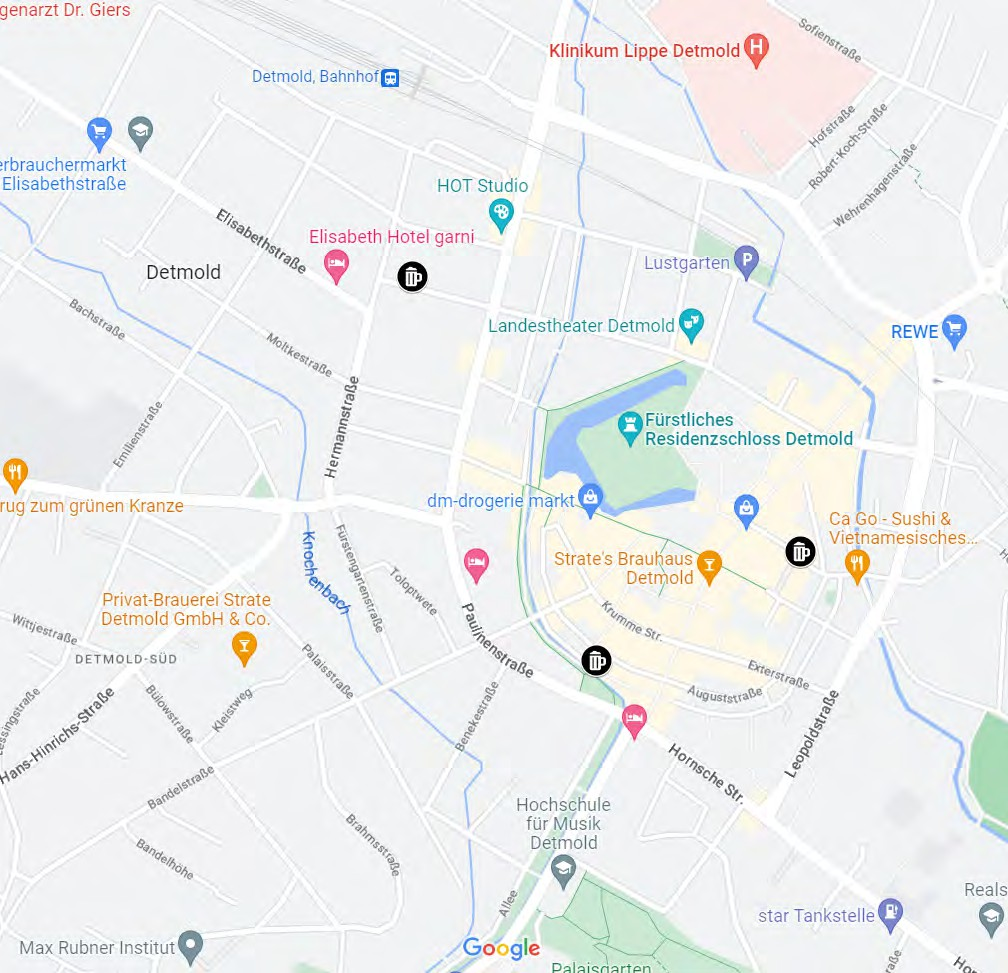 genarzt Dr. Giers
Sofienstraße
Klinikum Lippe Detmold
H
Detmold, Bahnhof
Hofstraße
Robert-Koch-Straße
Wehrenhagenstraße
erbrauchermarkt
Elisabethstraße
HOT Studio
Elisabethstraße
Elisabeth Hotel garni
Lustgarten
P
Detmold
Bachstraße
Moltkestraße
Landestheater Detmold
REWE
Emilienstraße
Hermannstraße
Fürstliches
Residenzschloss Detmold
rug zum grünen Kranze
dm-drogerie markt
Ca Go - Sushi &
Vietnamesisches...
Knochenbach
Fürstengartenstraße
Toloptwete
Strate's Brauhaus
Detmold
Privat-Brauerei Strate
Detmold GmbH & Co.
Wittjestraße
DETMOLD-SÜD
Paulinenstraße
Krumme Str.
Exterstraße
Auguststraße
Palaisstraße
Bülowstraße
Kleistweg
Lessingstraße
Hans-Hinrichs-Straße
Benekestraße
Leopoldstraße
Hornsche Str.
Bandelstraße
Bandelhöhe
Brahmsstraße
Hochschule
für Musik
Detmold
Allee
star Tankstelle
Reals
Max Rubner Institut
Google
Palaisgarten
raße
Hor